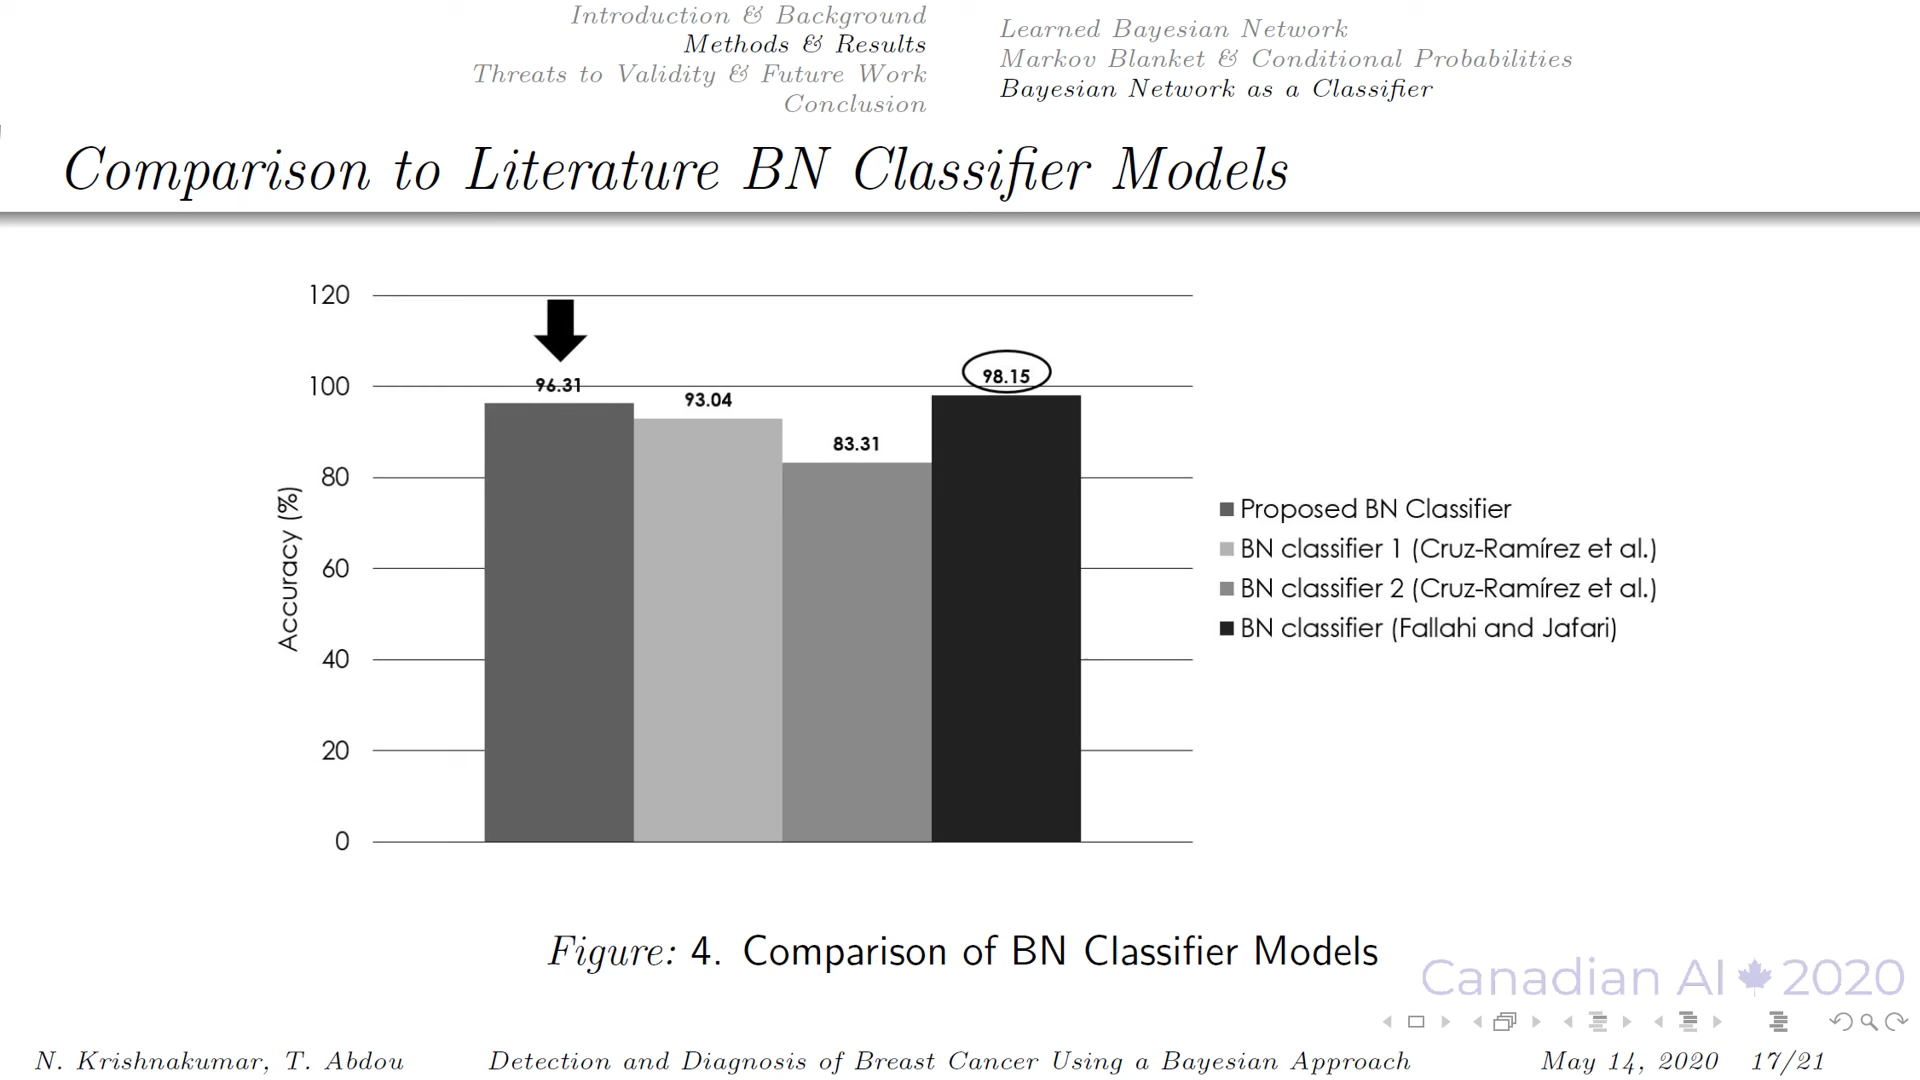 Introduction & Background
Methods & Results
Threats to Validity & Future Work
Conclusion
Learned Bayesian Network
Markov Blanket & Conditional Probabilities
Bayesian Network as a Classifier
Comparison to Literature BN Classifier Models
120
100
80
60
40
20
0
Accuracy (%)
96.31
93.04
83.31
98.15
Proposed BN Classifier
BN classifier 1 (Cruz-Ramírez et al.)
BN classifier 2 (Cruz-Ramírez et al.)
BN classifier (Fallahi and Jafari)
Figure: 4. Comparison of BN Classifier Models
Canadian AI 2020
N. Krishnakumar, T. Abdou
Detection and Diagnosis of Breast Cancer Using a Bayesian Approach
May 14, 2020 17/21